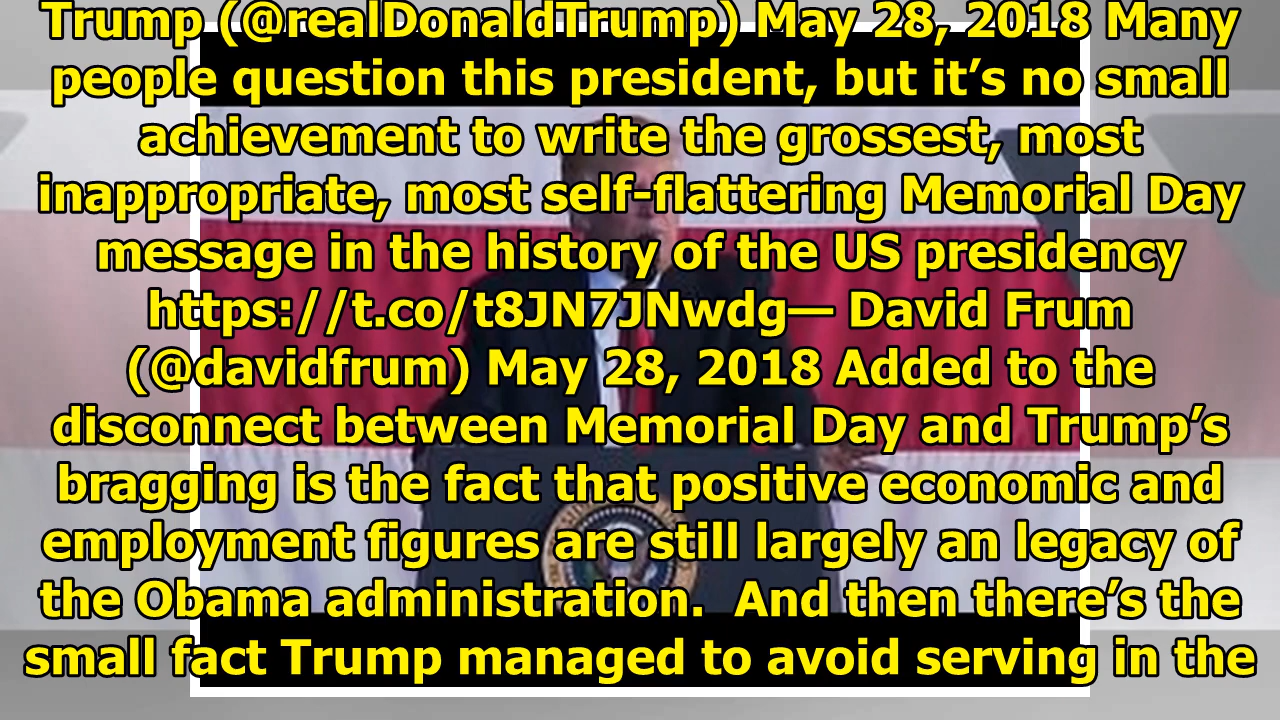 Trump (@realDonaldTrump) May 28, 2018 Many
people question this president, but it’s no small
achievement to write the grossest, most
inappropriate, most self-flattering Memorial Day
message in the history of the US presidency
https://t.co/t8JN7JNwdg— David Frum
(@davidfrum) May 28, 2018 Added to the
disconnect between Memorial Day and Trump’s
bragging is the fact that positive economic and
employment figures are still largely an legacy of
the Obama administration.  And then there’s the
small fact Trump managed to avoid serving in the